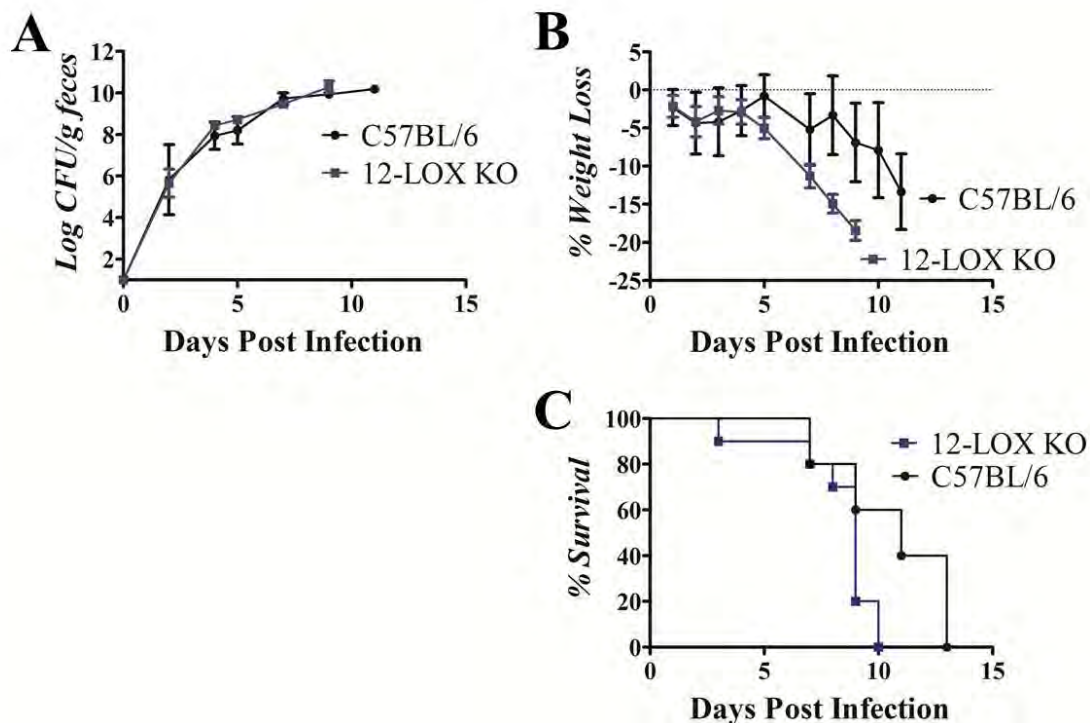 A
Log CFU/g feces
12
10
8
6
4
2
0
5
10
15
Days Post Infection
C57BL/6
12-LOX KO
B
% Weight Loss
5
0
-5
-10
-15
-20
-25
0
5
10
15
Days Post Infection
C57BL/6
12-LOX KO
C
% Survival
100
80
60
40
20
0
0
5
10
15
Days Post Infection
12-LOX KO
C57BL/6